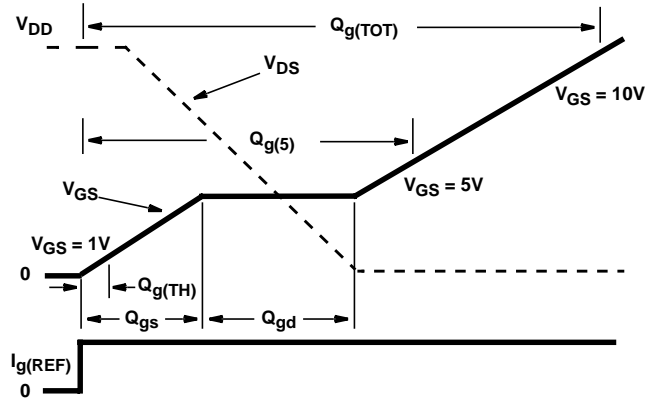 V_DD
Q_g(TOT)
V_DS
V_GS = 10V
Q_g(5)
V_GS
V_GS = 5V
V_GS = 1V
0
Q_g(TH)
Q_gs
Q_gd
I_g(REF)
0